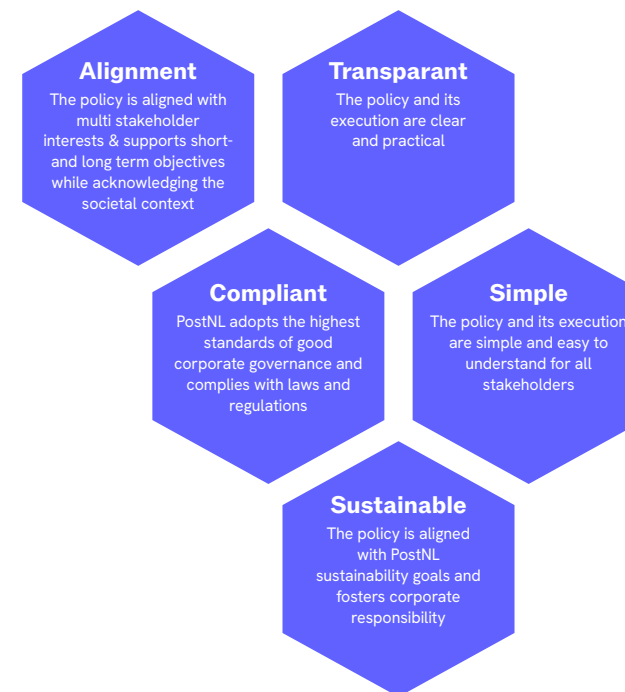 Alignment
The policy is aligned with
multi stakeholder
interests & supports short-
and long term objectives
while acknowledging the
societal context
Transparant
The policy and its
execution are clear
and practical
Compliant
PostNL adopts the highest
standards of good
corporate governance and
complies with laws and
regulations
Simple
The policy and its execution
are simple and easy to
understand for all
stakeholders
Sustainable
The policy is aligned
with PostNL
sustainability goals and
fosters corporate
responsibility